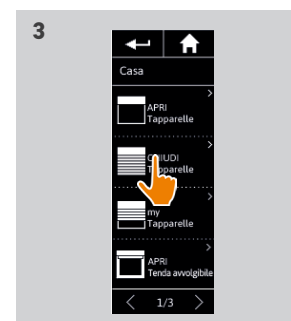 3
Casa
APRI
Tapparelle
CHIUDI
Tapparelle
my
Tapparelle
APRI
Tenda avvolgibile
1/3